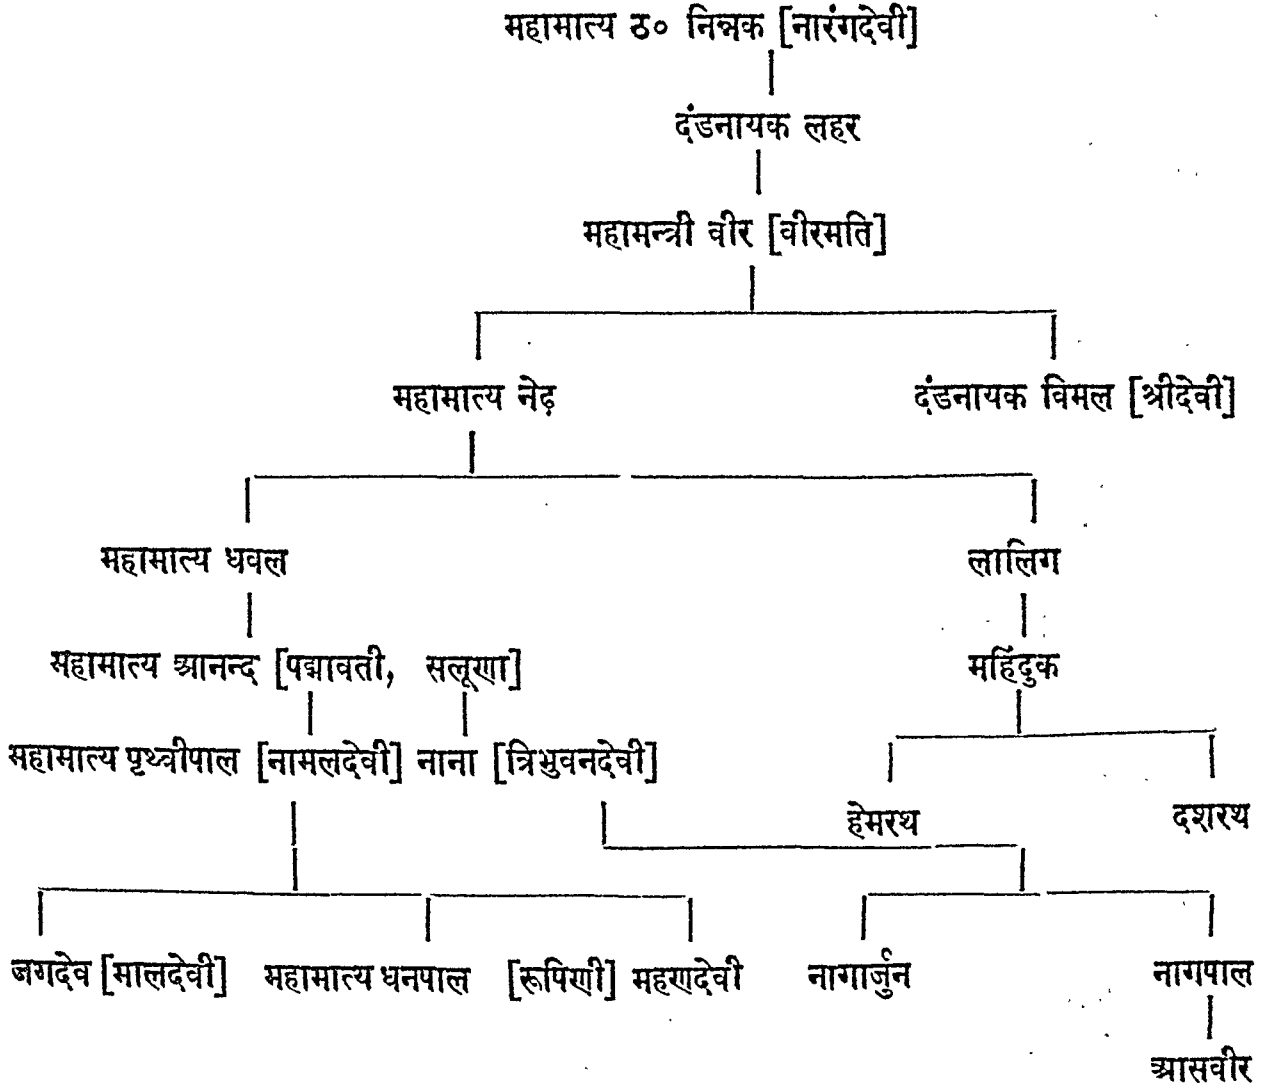 महामात्य ठ० निन्नक [नारंगदेवी]
दंडनायक लहर
महामन्त्री वीर [वीरमति]
महामात्य नेढ़ दंडनायक विमल [श्रीदेवी]
महामात्य धवल लालिग
महामात्य आनन्द [पद्मावती, सलूणा] महिंदुक
महामात्य पृथ्वीपाल [नामलदेवी] नाना [त्रिभुवनदेवी]
हेमरथ दशरथ
जगदेव [मालदेवी] महामात्य धनपाल [रूपिणी] महणदेवी नागार्जुन नागपाल
आसवीर